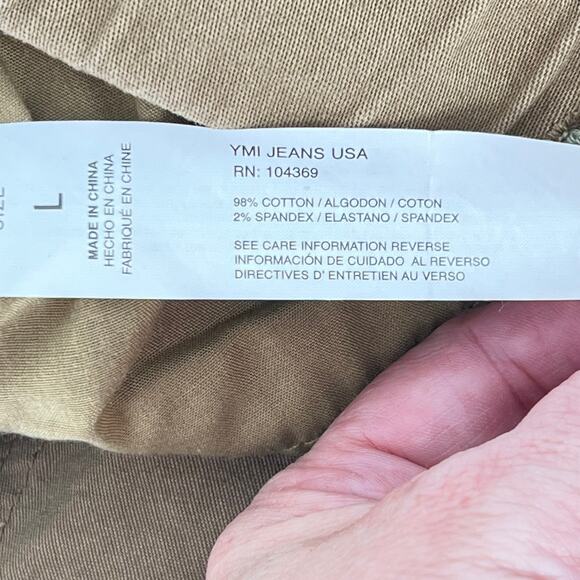 SIZE
L
MADE IN CHINA
HECHO EN CHINA
FABRIQUÉ EN CHINE
YMI JEANS USA
RN: 104369
98% COTTON / ALGODON / COTON
2% SPANDEX / ELASTANO / SPANDEX
SEE CARE INFORMATION REVERSE
INFORMACIÓN DE CUIDADO AL REVERSO
DIRECTIVES D' ENTRETIEN AU VERSO